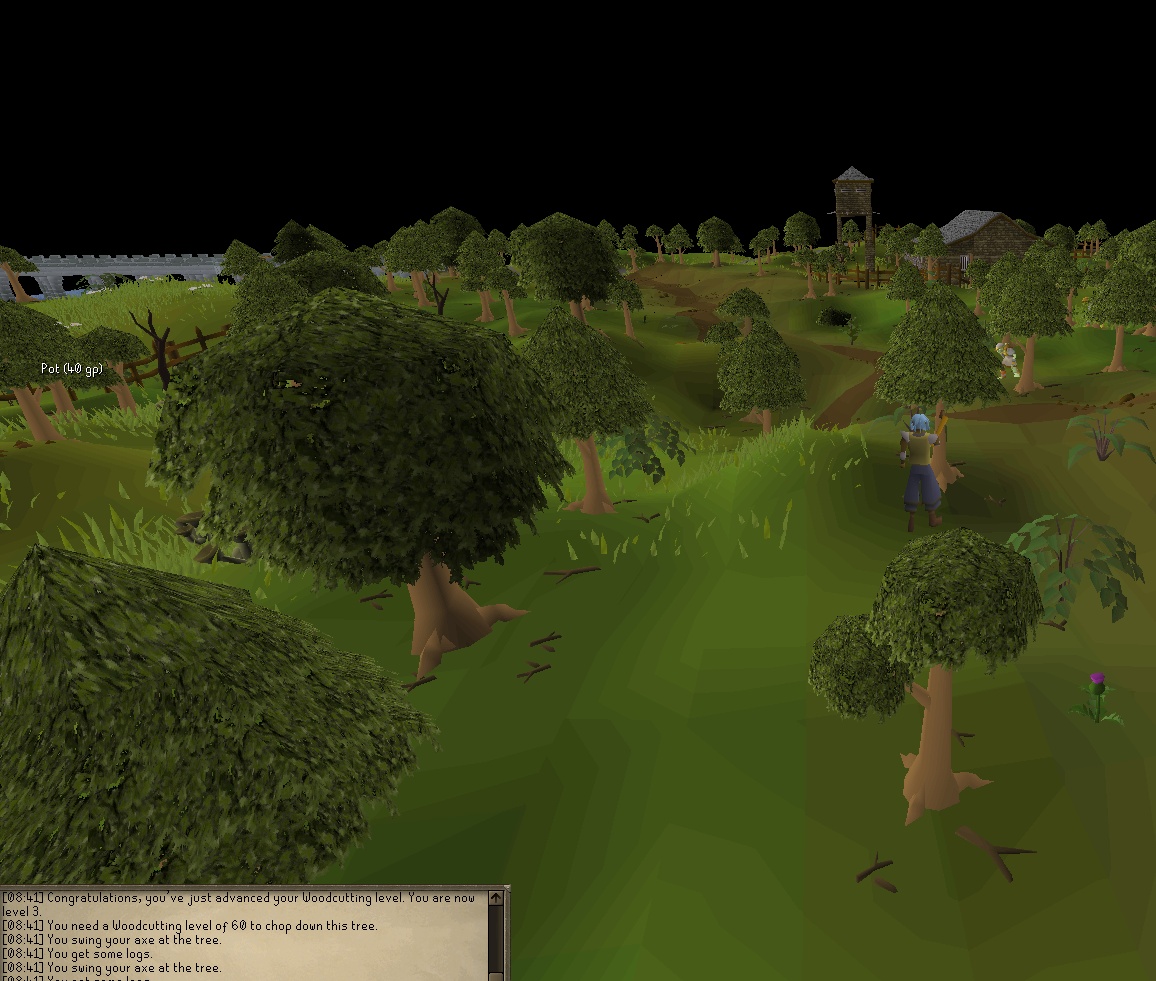 Pot (40 gp)
[08:41] Congratulations, you've just advanced your Woodcutting level. You are now
level 3.
[08:41] You need a Woodcutting level of 60 to chop down this tree.
[08:41] You swing your axe at the tree.
[08:41] You get some logs.
[08:41] You swing your axe at the tree.